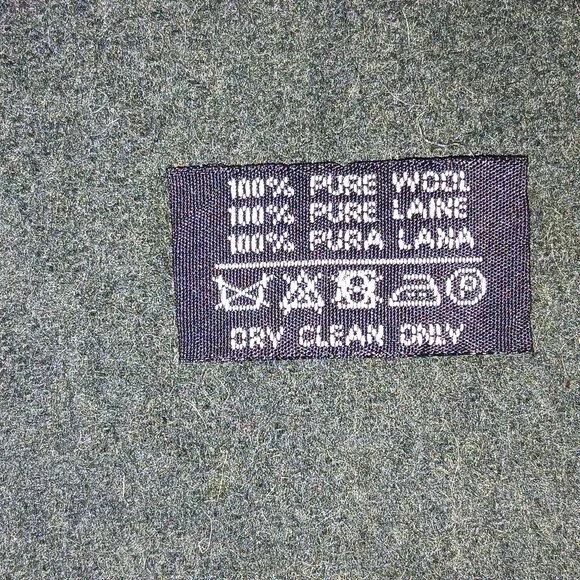 100% PURE WOOL
100% PURE LAINE
100% PURA LANA
P
DRY CLEAN ONLY